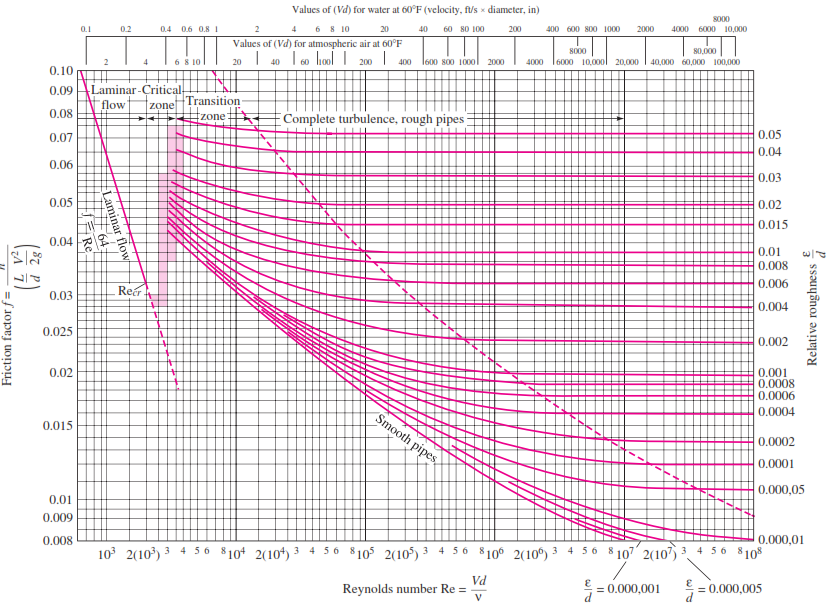 Values of (Vd) for water at 60°F (velocity, ft/s × diameter, in)
0.1 0.2 0.4 0.6 0.8 1 2 4 6 8 10 20 40 60 80 100 200 400 600 800 1000 2000 4000 6000 8000 10,000
Values of (Vd) for atmospheric air at 60°F
2 4 6 8 10 20 40 60 100 200 400 600 800 1000 2000 4000 6000 8000 10,000 20,000 40,000 60,000 80,000 100,000
Laminar flow
Critical zone
Transition zone
Complete turbulence, rough pipes
0.10
0.09
0.08
0.07
0.06
0.05
0.04
0.03
0.025
0.02
0.015
0.01
0.009
0.008
Friction factor f = h / (L/d V²/2g)
Laminar flow
f = 64/Re
Recr
Smooth pipes
0.05
0.04
0.03
0.02
0.015
0.01
0.008
0.006
0.004
0.002
0.001
0.0008
0.0006
0.0004
0.0002
0.0001
0.000,05
0.000,01
Relative roughness ε/d
10³ 2(10³) 3 4 5 6 8 10⁴ 2(10⁴) 3 4 5 6 8 10⁵ 2(10⁵) 3 4 5 6 8 10⁶ 2(10⁶) 3 4 5 6 8 10⁷ 2(10⁷) 3 4 5 6 8 10⁸
Reynolds number Re = Vd/ν
ε/d = 0.000,001
ε/d = 0.000,005